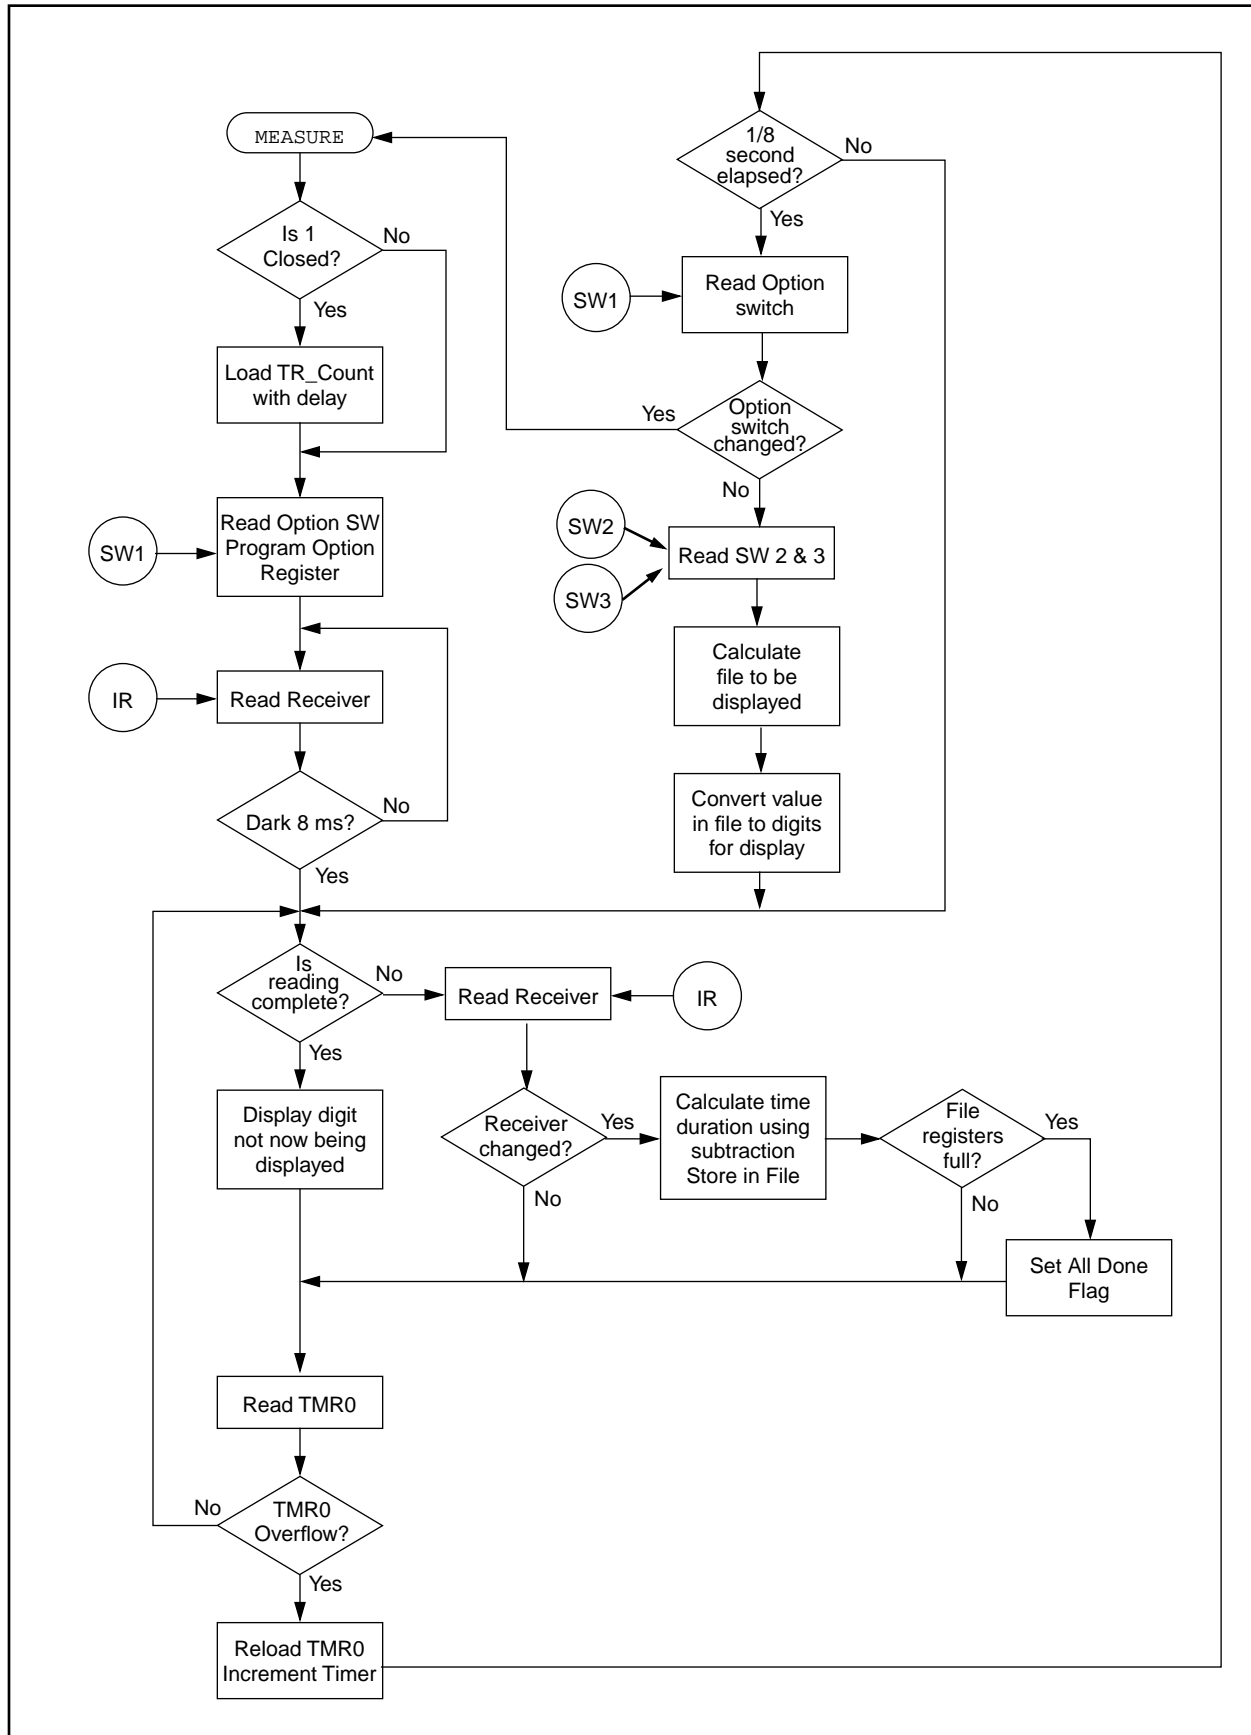 MEASURE
Is 1
Closed?
No
Yes
Load TR_Count
with delay
SW1
Read Option SW
Program Option
Register
IR
Read Receiver
Dark 8 ms?
No
Yes
Is
reading
complete?
No
Yes
Read Receiver
IR
Display digit
not now being
displayed
Receiver
changed?
Yes
No
Calculate time
duration using
subtraction
Store in File
File
registers
full?
Yes
No
Set All Done
Flag
Read TMR0
TMR0
Overflow?
No
Yes
Reload TMR0
Increment Timer
1/8
second
elapsed?
No
Yes
SW1
Read Option
switch
Option
switch
changed?
Yes
No
SW2
SW3
Read SW 2 & 3
Calculate
file to be
displayed
Convert value
in file to digits
for display